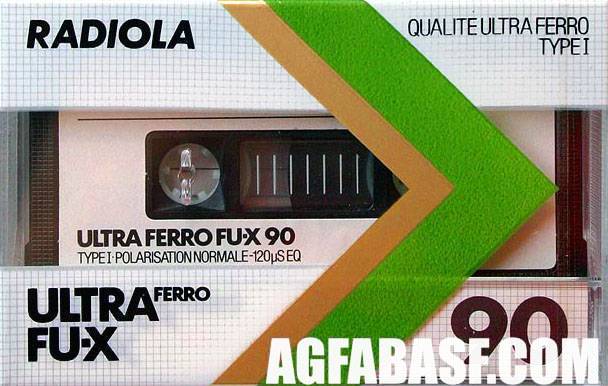 RADIOLA
QUALITE ULTRA FERRO
TYPE I
ULTRA FERRO FU-X 90
TYPE I-POLARISATION NORMALE-120µS EQ
ULTRA FERRO
FU-X
90
AGFABASF.COM